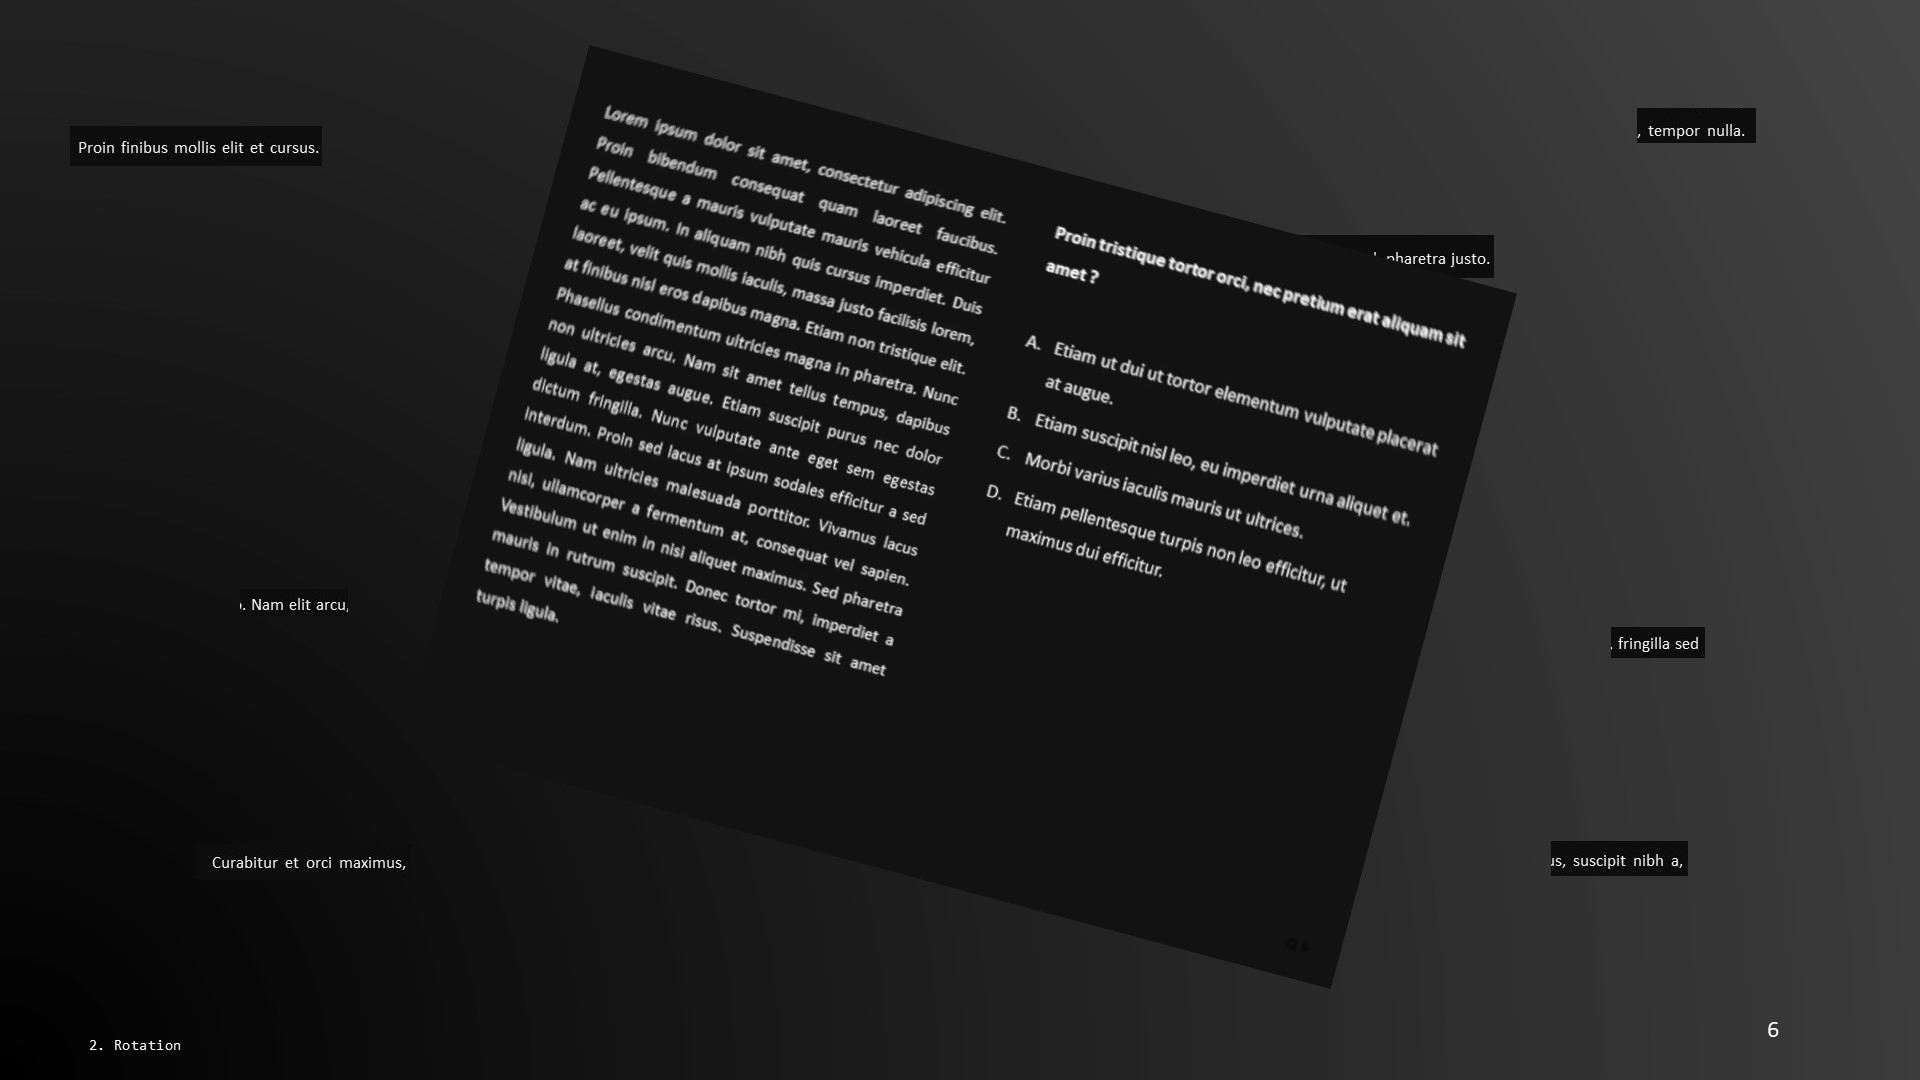 Proin finibus mollis elit et cursus.
, tempor nulla.
pharetra justo.
Lorem ipsum dolor sit amet, consectetur adipiscing elit.
Proin bibendum consequat quam laoreet faucibus.
Pellentesque a mauris vulputate mauris vehicula efficitur
ac eu ipsum. In aliquam nibh quis cursus imperdiet. Duis
laoreet, velit quis mollis iaculis, massa justo facilisis lorem,
at finibus nisl eros dapibus magna. Etiam non tristique elit.
Phasellus condimentum ultricies magna in pharetra. Nunc
non ultricies arcu. Nam sit amet tellus tempus, dapibus
ligula at, egestas augue. Etiam suscipit purus nec dolor
dictum fringilla. Nunc vulputate ante eget sem egestas
interdum. Proin sed lacus at ipsum sodales efficitur a sed
ligula. Nam ultricies malesuada porttitor. Vivamus lacus
nisl, ullamcorper a fermentum at, consequat vel sapien.
Vestibulum ut enim in nisi aliquet maximus. Sed pharetra
mauris in rutrum suscipit. Donec tortor mi, imperdiet a
tempor vitae, iaculis vitae risus. Suspendisse sit amet
turpis ligula.
Proin tristique tortor orci, nec pretium erat aliquam sit
amet ?
A. Etiam ut dui ut tortor elementum vulputate placerat
at augue.
B. Etiam suscipit nisl leo, eu imperdiet urna aliquet et.
C. Morbi varius iaculis mauris ut ultrices.
D. Etiam pellentesque turpis non leo efficitur, ut
maximus dui efficitur.
. Nam elit arcu,
, fringilla sed
Curabitur et orci maximus,
us, suscipit nibh a,
2. Rotation
6